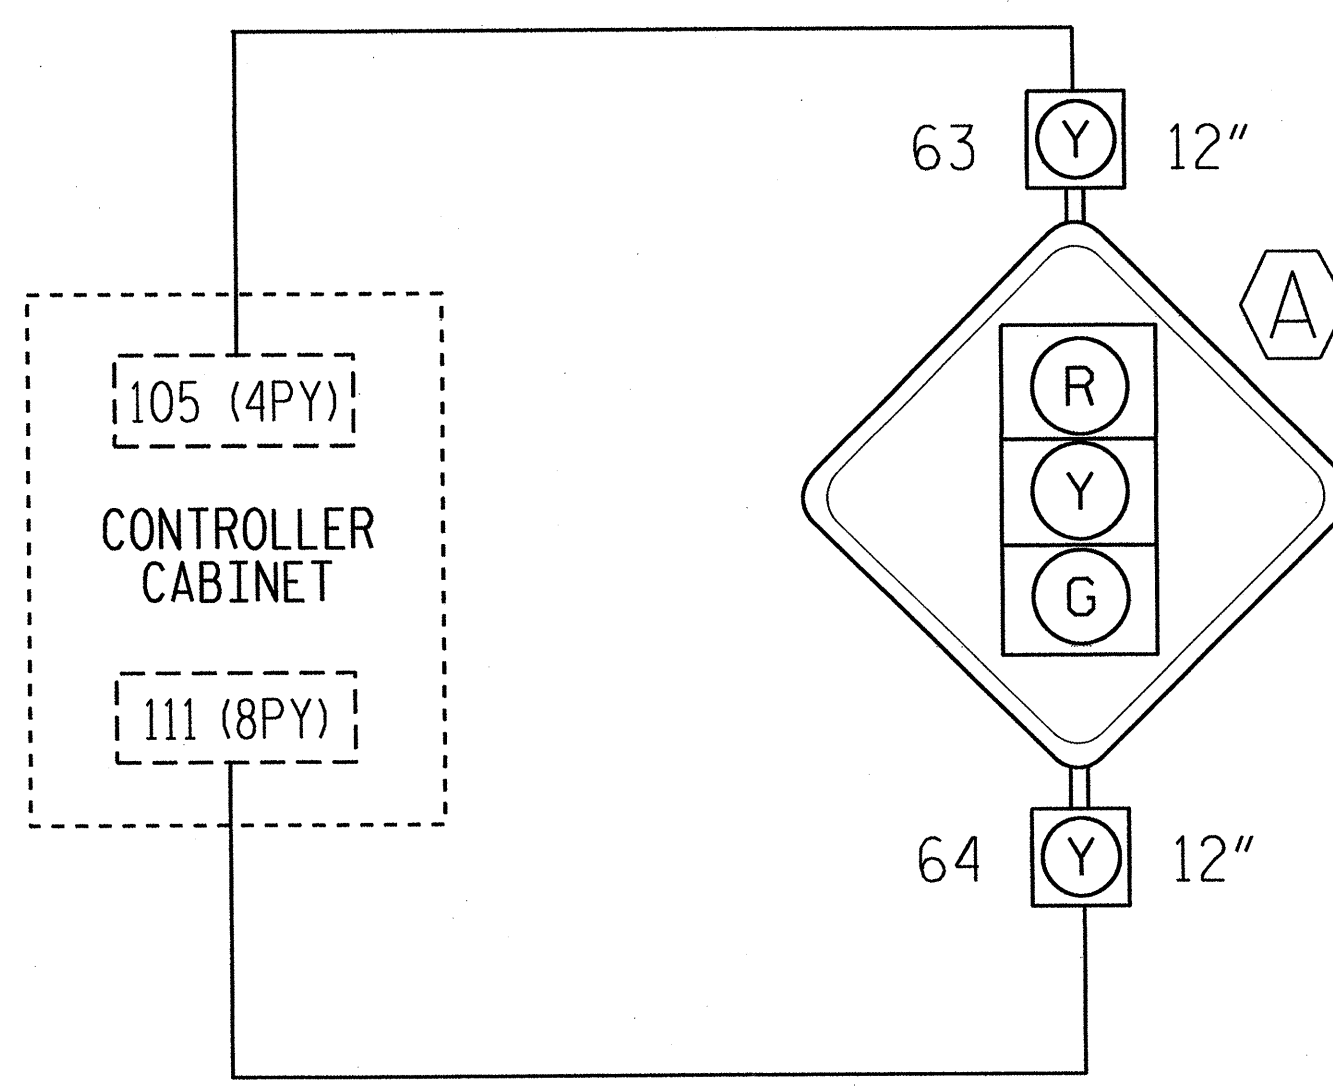 63
Y
12"
A
R
105 (4PY)
Y
CONTROLLER
CABINET
G
111 (8PY)
64
Y
12"